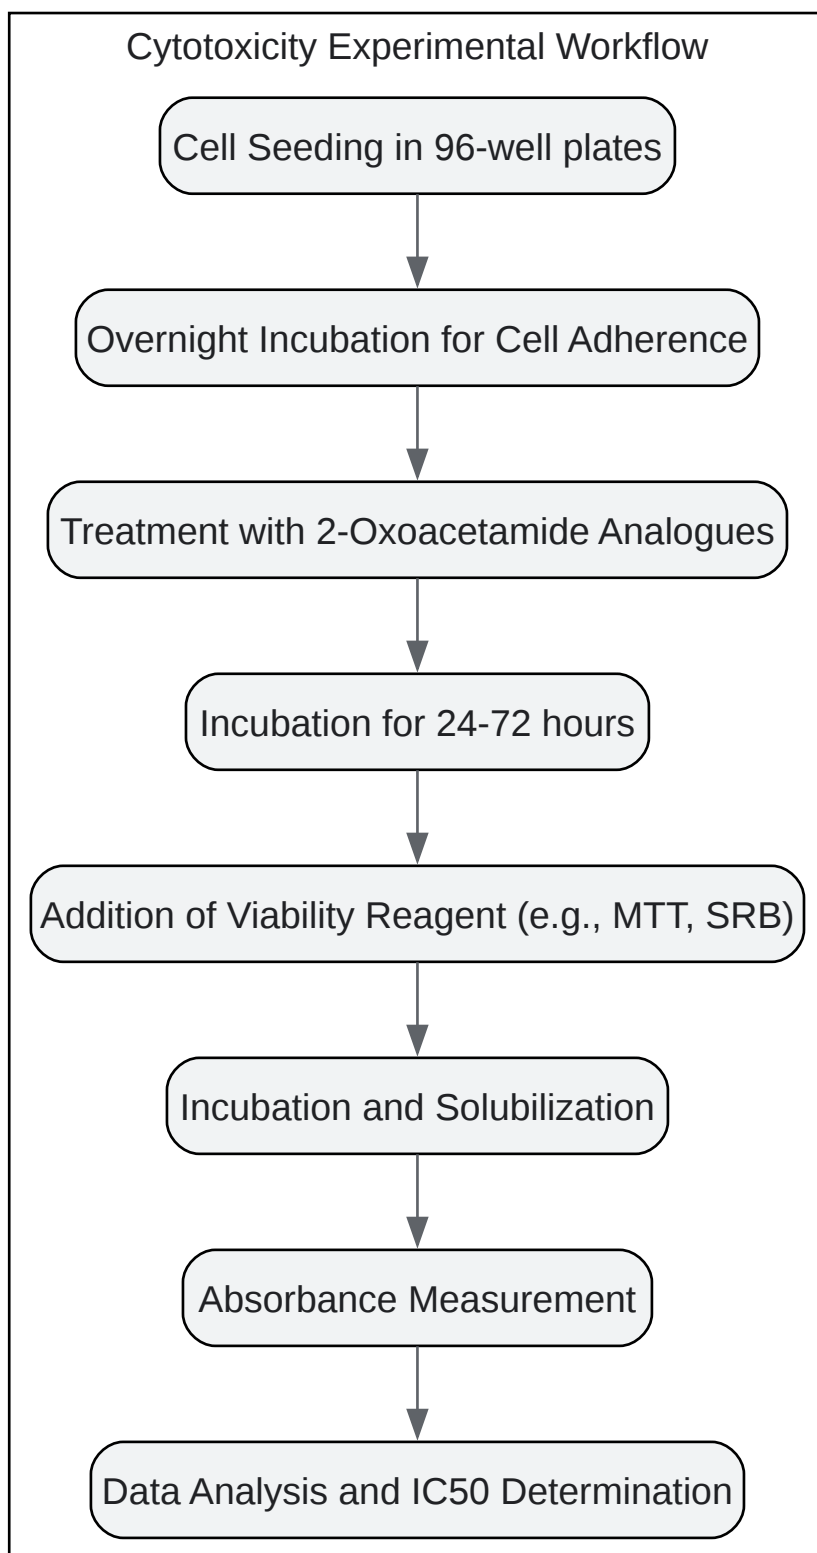 Cytotoxicity Experimental Workflow
Cell Seeding in 96-well plates
Overnight Incubation for Cell Adherence
Treatment with 2-Oxoacetamide Analogues
Incubation for 24-72 hours
Addition of Viability Reagent (e.g., MTT, SRB)
Incubation and Solubilization
Absorbance Measurement
Data Analysis and IC50 Determination